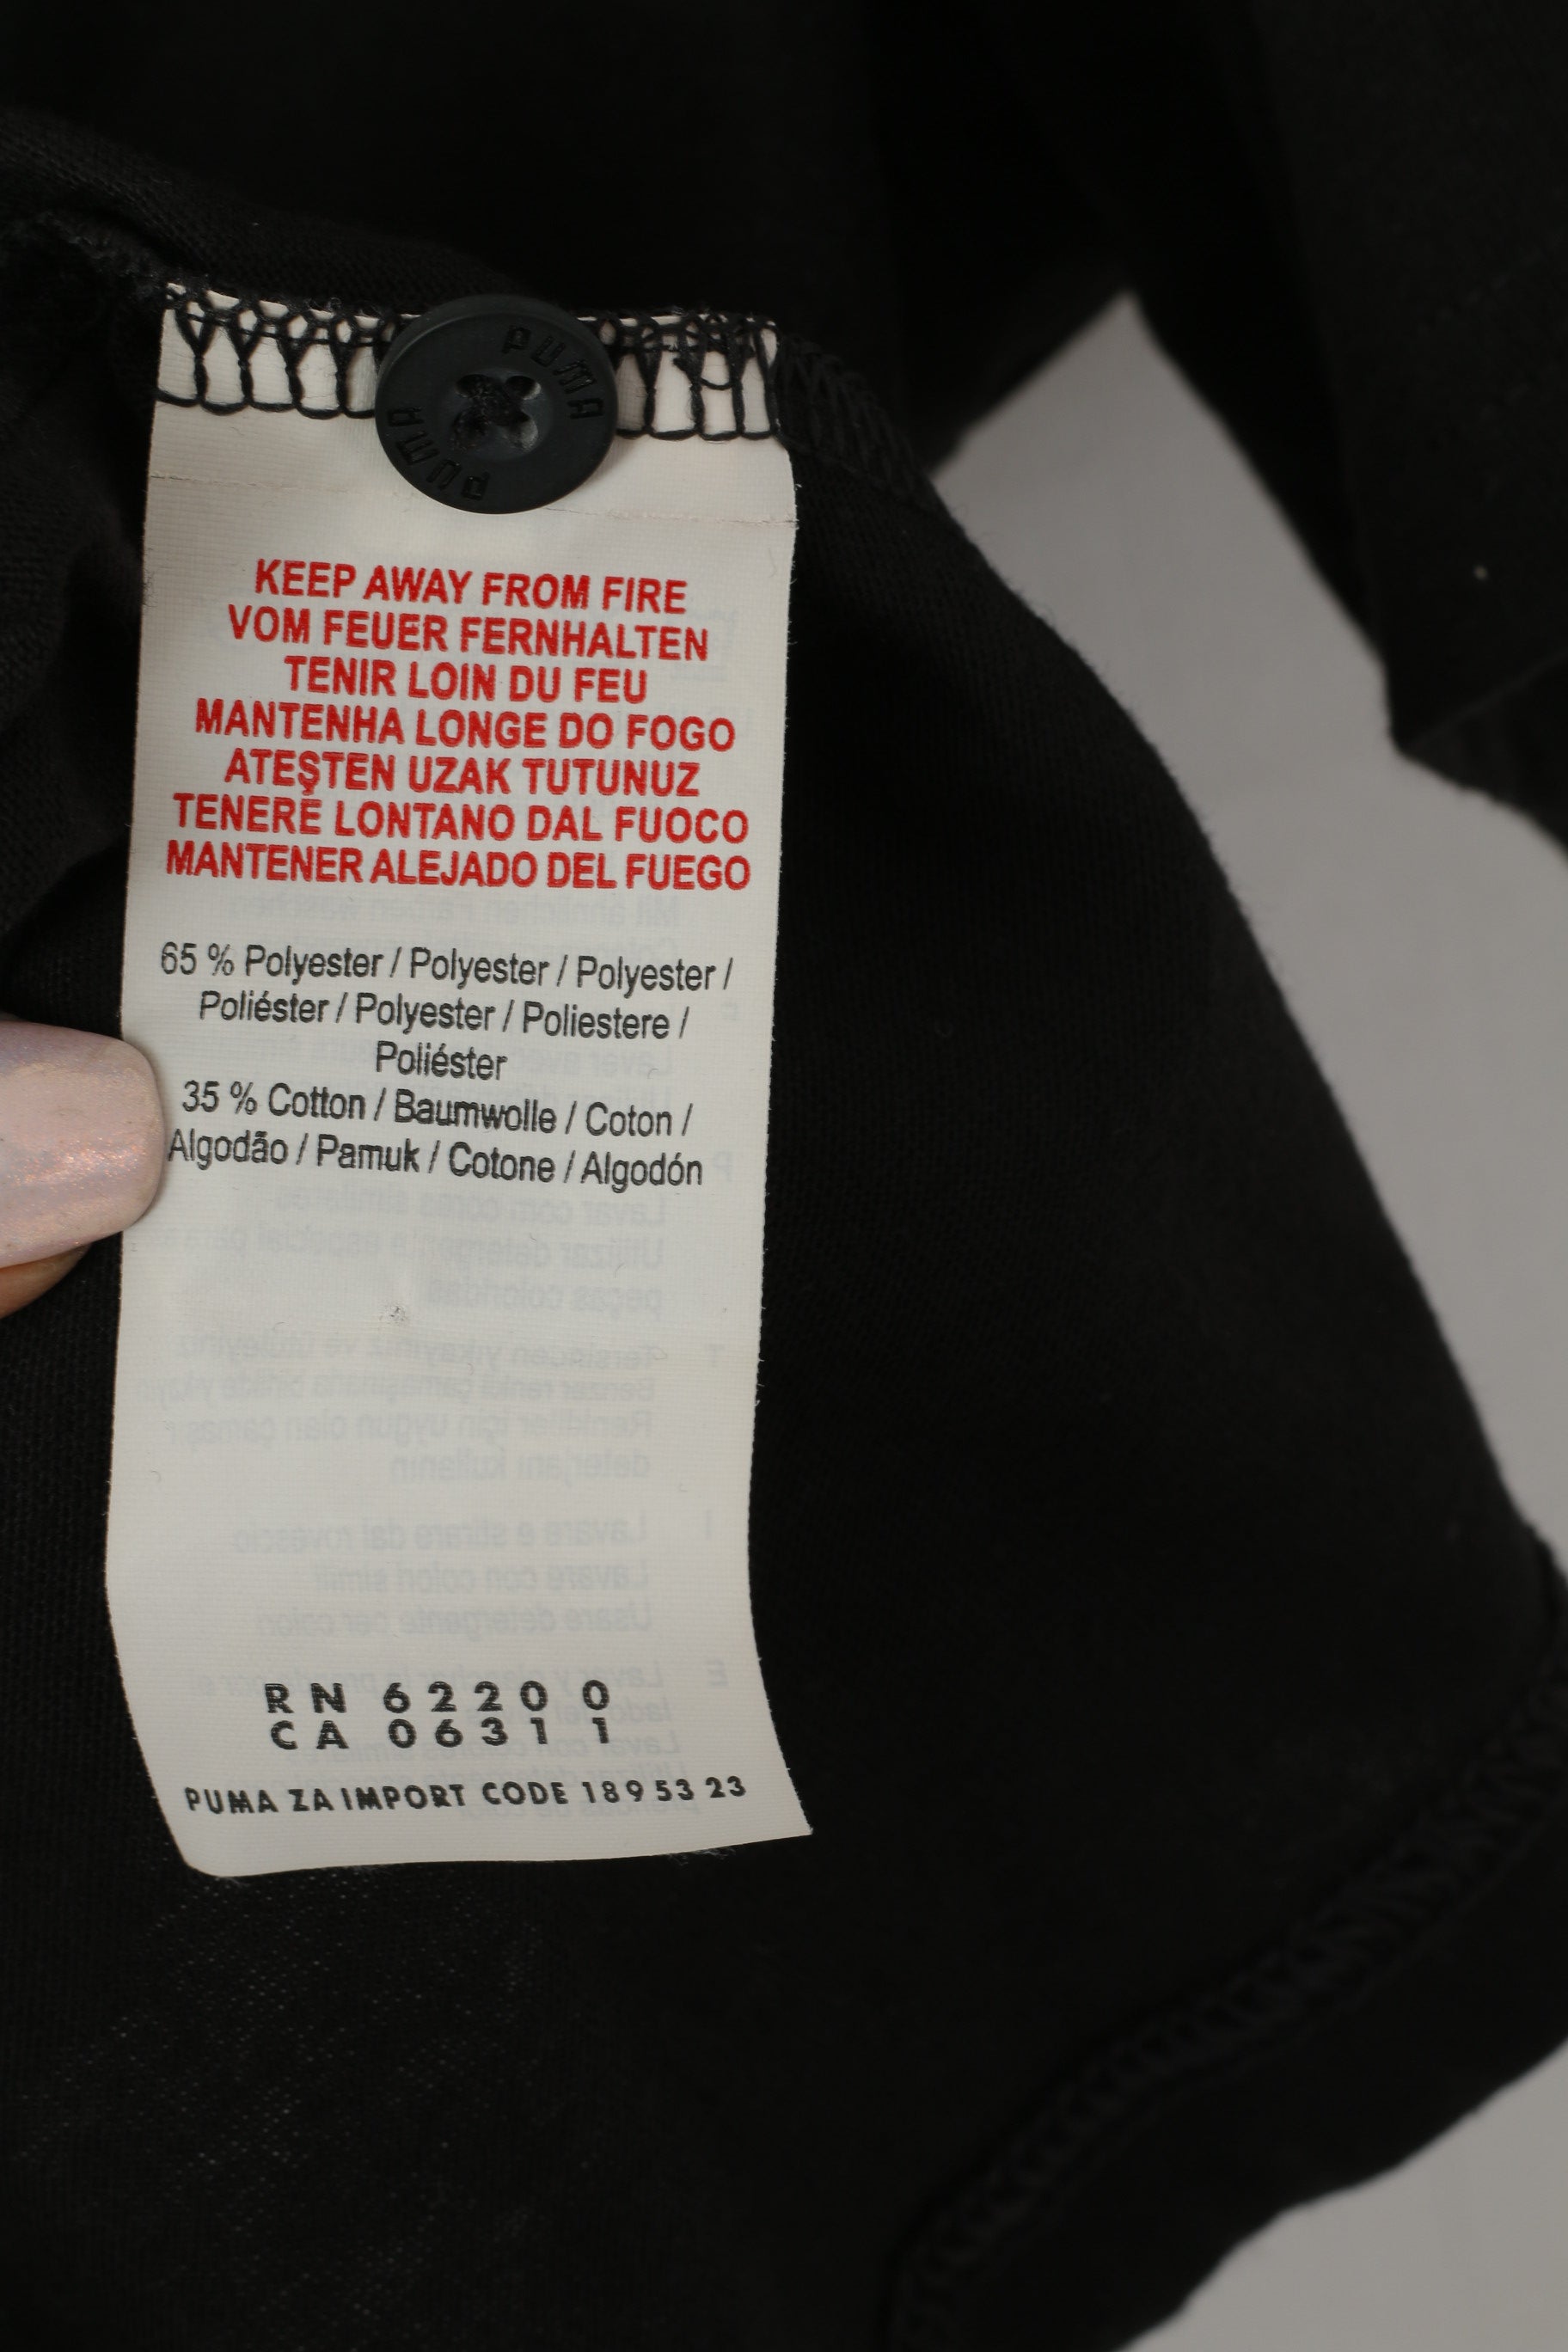 PUMA
PUMA
KEEP AWAY FROM FIRE
VOM FEUER FERNHALTEN
TENIR LOIN DU FEU
MANTENHA LONGE DO FOGO
ATEŞTEN UZAK TUTUNUZ
TENERE LONTANO DAL FUOCO
MANTENER ALEJADO DEL FUEGO
65 % Polyester / Polyester / Polyester /
Poliéster / Polyester / Poliestere /
Poliéster
35 % Cotton / Baumwolle / Coton /
Algodão / Pamuk / Cotone / Algodón
RN 62200
CA 06311
PUMA ZA IMPORT CODE 189 53 23